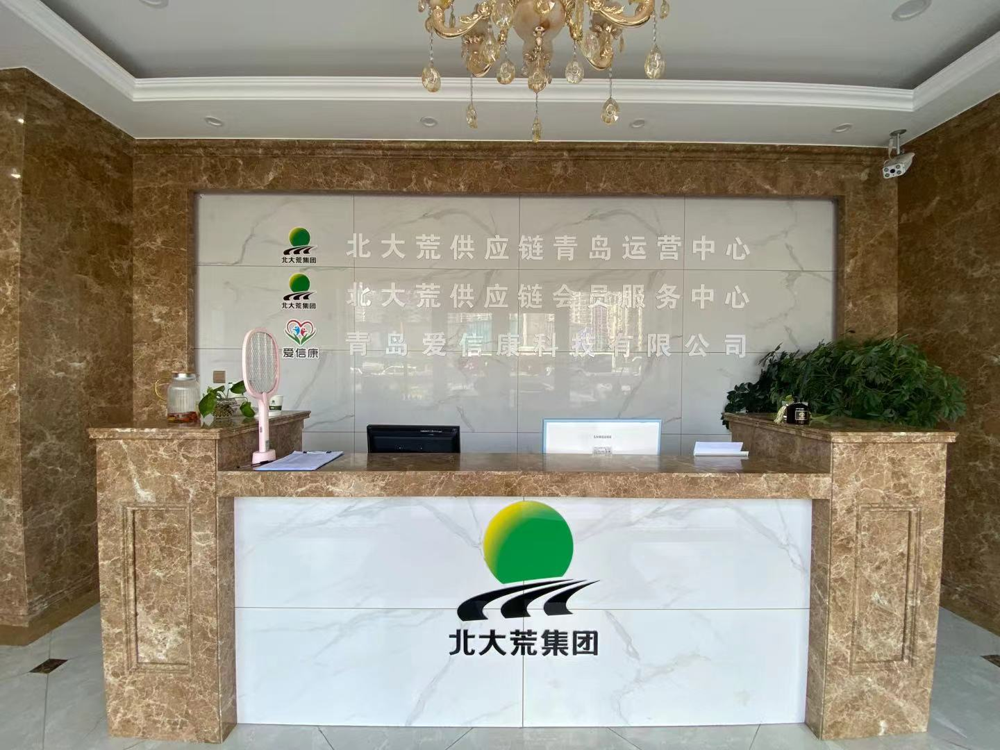 北大荒集团
北大荒供应链青岛运营中心
北大荒集团
北大荒供应链会员服务中心
爱信康
青岛爱信康科技有限公司
SAMSUNG
北大荒集团